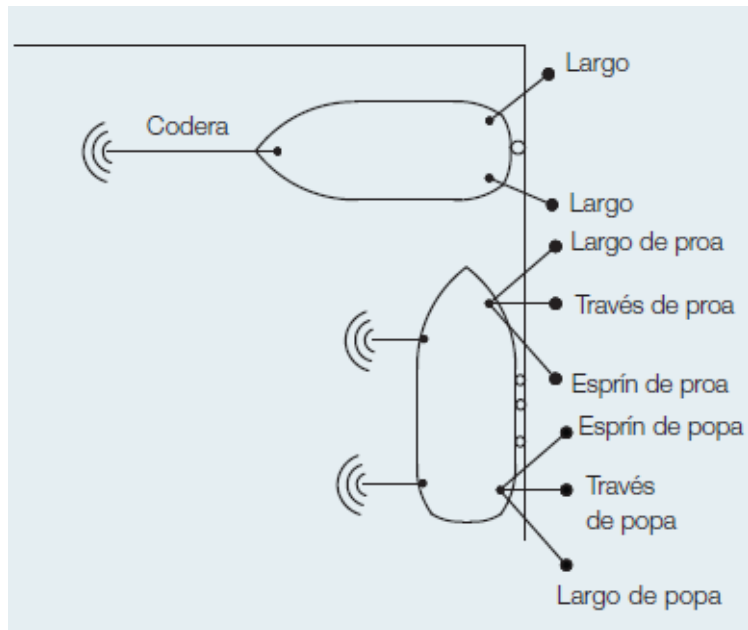 Largo
Codera
Largo
Largo de proa
Través de proa
Esprín de proa
Esprín de popa
Través
de popa
Largo de popa